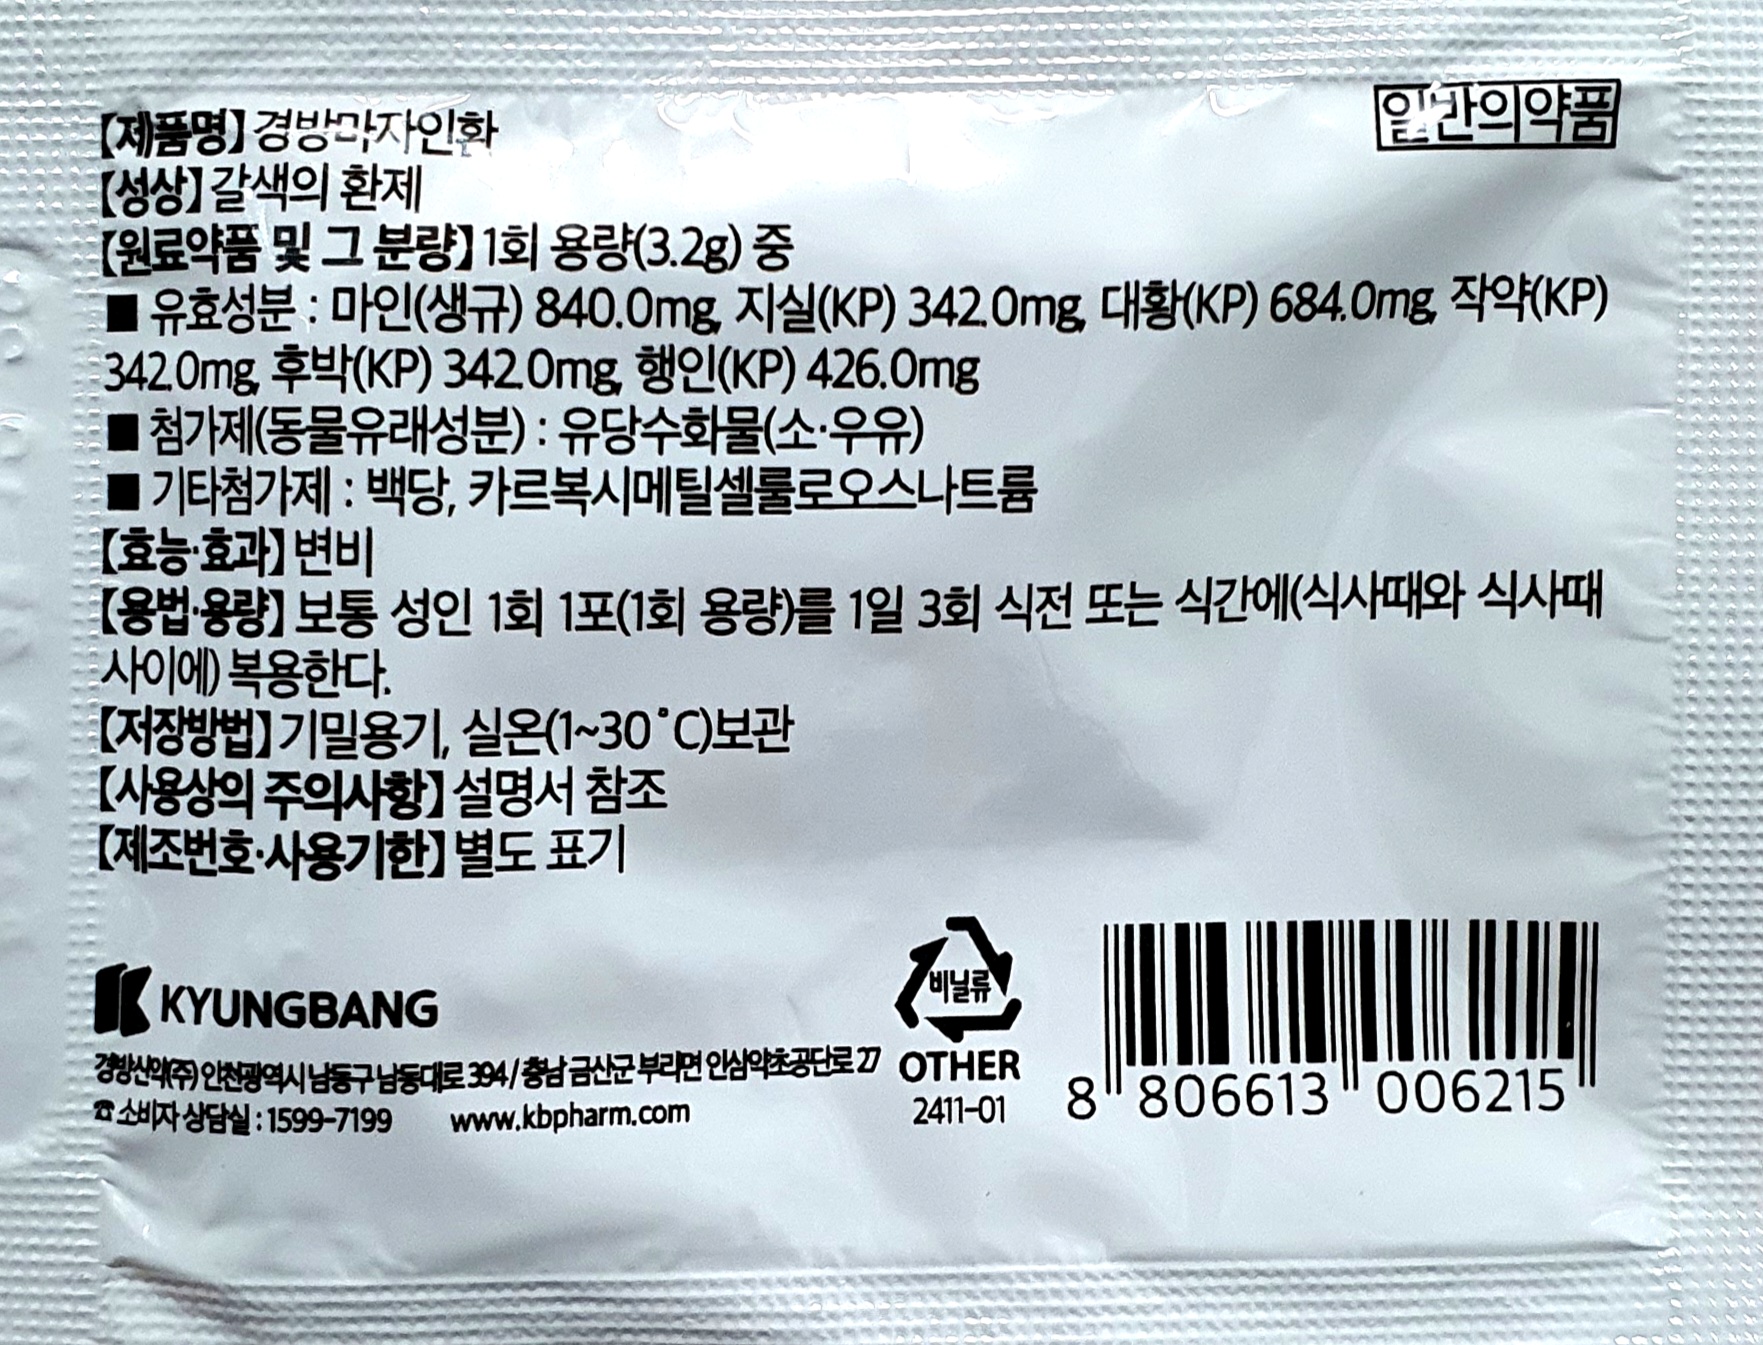 【제품명】 경방마자인환
일반의약품
【성상】 갈색의 환제
【원료약품 및 그 분량】 1회 용량(3.2g) 중
■ 유효성분 : 마인(생규) 840.0mg, 지실(KP) 342.0mg, 대황(KP) 684.0mg, 작약(KP)
342.0mg, 후박(KP) 342.0mg, 행인(KP) 426.0mg
■ 첨가제(동물유래성분) : 유당수화물(소·우유)
■ 기타첨가제 : 백당, 카르복시메틸셀룰로오스나트륨
【효능·효과】 변비
【용법·용량】 보통 성인 1회 1포(1회 용량)를 1일 3회 식전 또는 식간에(식사때와 식사때
사이에) 복용한다.
【저장방법】 기밀용기, 실온(1~30˚C)보관
【사용상의 주의사항】 설명서 참조
【제조번호·사용기한】 별도 표기
KYUNGBANG
경방신약(주) 인천광역시 남동구 남동대로 394 / 충남 금산군 부리면 인삼약초공단로 27
☎ 소비자 상담실 : 1599-7199 www.kbpharm.com
비닐류
OTHER
2411-01
8 806613 006215